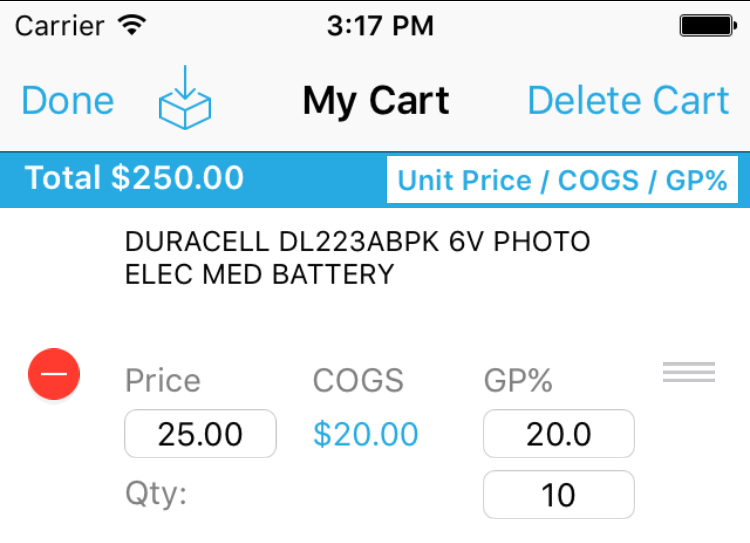 Carrier 3:17 PM
Done My Cart Delete Cart
Total $250.00 Unit Price / COGS / GP%
DURACELL DL223ABPK 6V PHOTO
ELEC MED BATTERY
Price COGS GP%
25.00 $20.00 20.0
Qty: 10